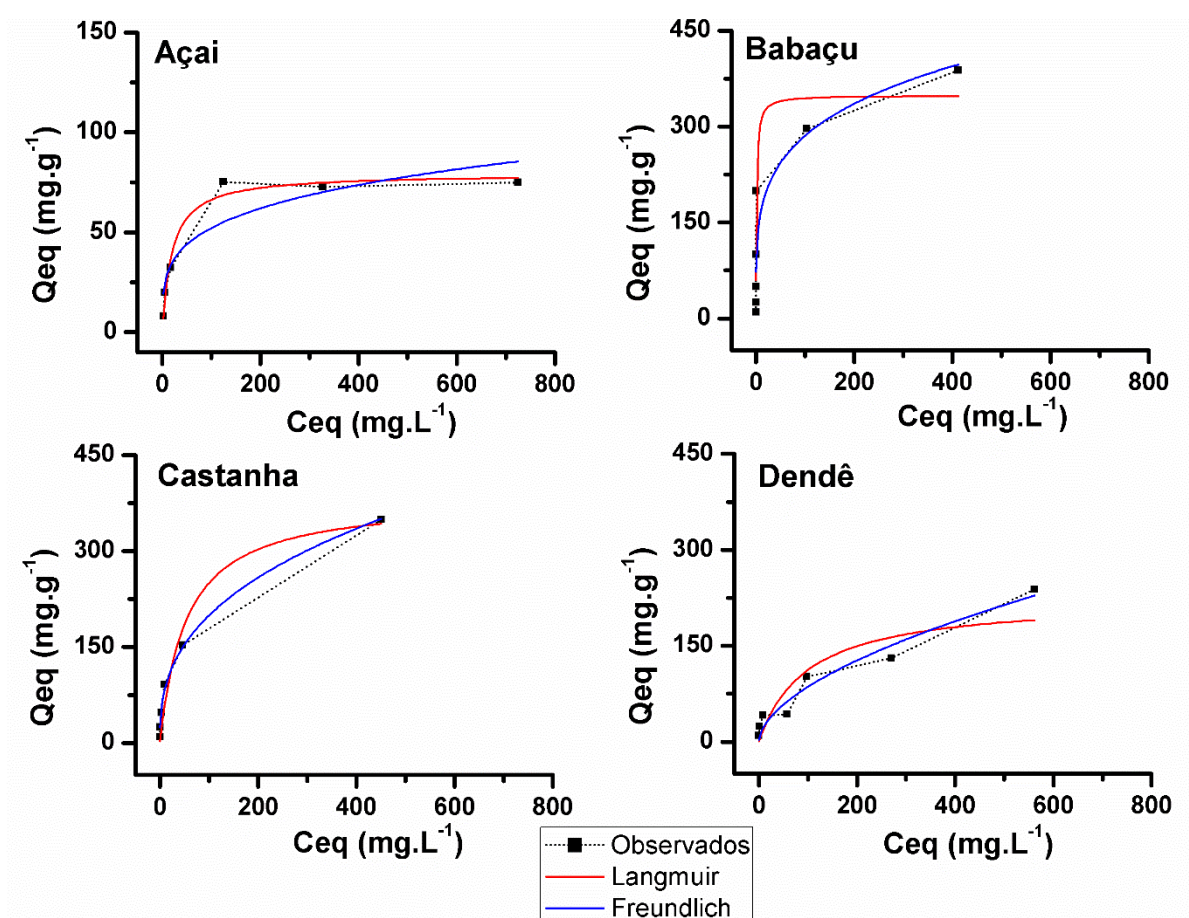 Açai
150
100
50
0
Qeq (mg.g⁻¹)
0 200 400 600 800
Ceq (mg.L⁻¹)
Babaçu
450
300
150
0
Qeq (mg.g⁻¹)
0 200 400 600 800
Ceq (mg.L⁻¹)
Castanha
450
300
150
0
Qeq (mg.g⁻¹)
0 200 400 600 800
Ceq (mg.L⁻¹)
Dendê
450
300
150
0
Qeq (mg.g⁻¹)
0 200 400 600 800
Ceq (mg.L⁻¹)
Observados
Langmuir
Freundlich